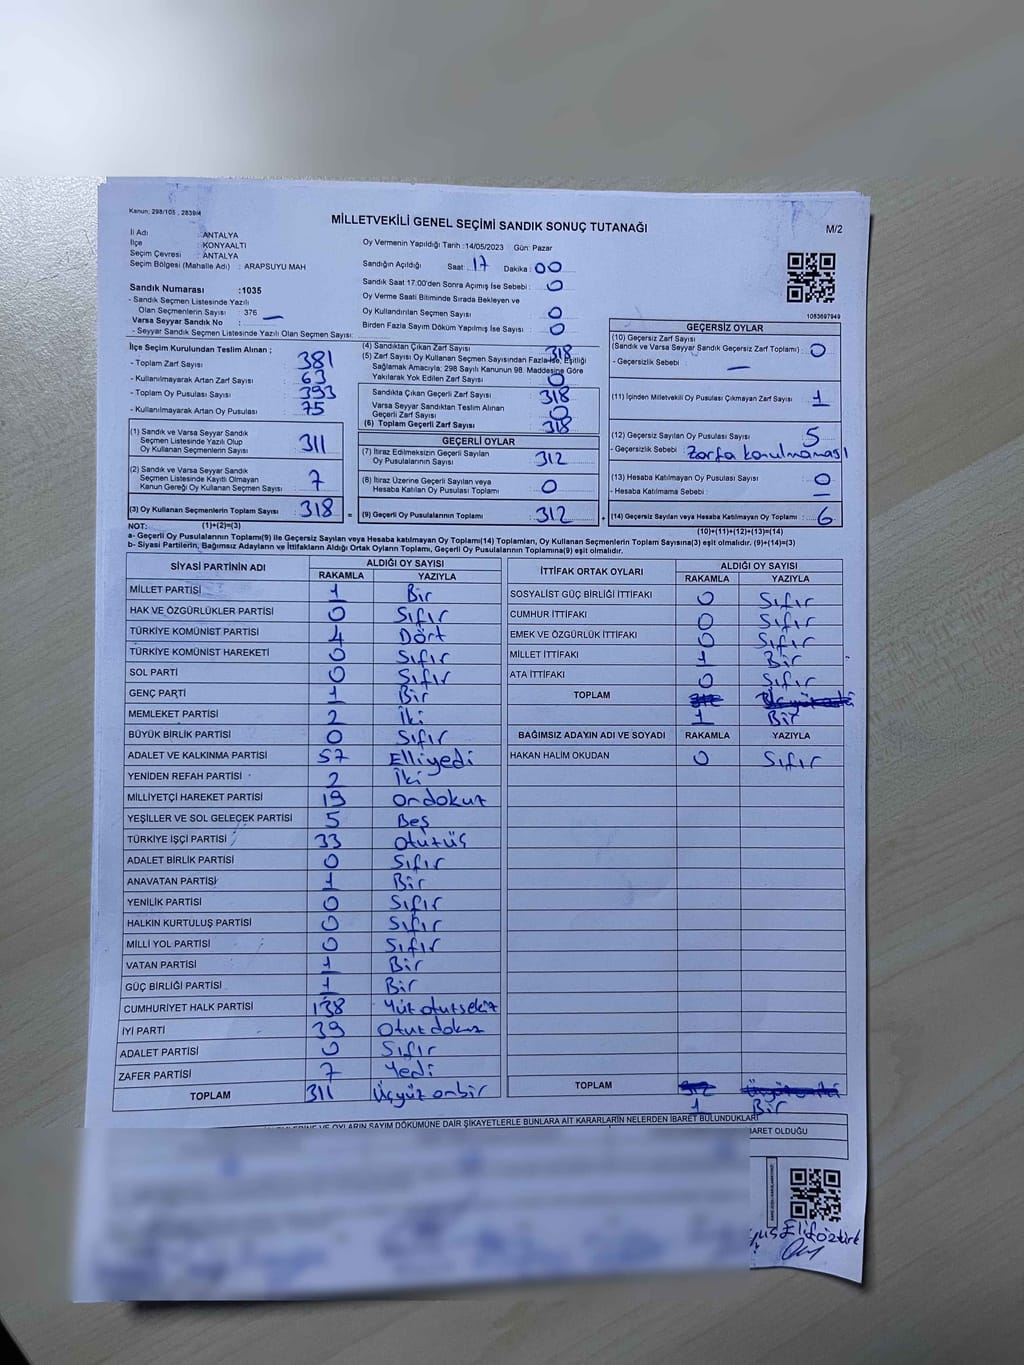 Kanun: 298/105 , 2839/4
MİLLETVEKİLİ GENEL SEÇİMİ SANDIK SONUÇ TUTANAĞI
M/2
İl Adı : ANTALYA
İlçe : KONYAALTI
Seçim Çevresi : ANTALYA
Seçim Bölgesi (Mahalle Adı) : ARAPSUYU MAH
Oy Vermenin Yapıldığı Tarih :14/05/2023 Gün: Pazar
Sandığın Açıldığı Saat : 17 Dakika : 00
Sandık Saat 17:00'den Sonra Açılmış İse Sebebi : 0
Oy Verme Saati Bitiminde Sırada Bekleyen ve
Oy Kullandırılan Seçmen Sayısı : 0
Birden Fazla Sayım Döküm Yapılmış İse Sayısı : 0
1083697949
Sandık Numarası :1035
- Sandık Seçmen Listesinde Yazılı
Olan Seçmenlerin Sayısı : 376
Varsa Seyyar Sandık No : —
- Seyyar Sandık Seçmen Listesinde Yazılı Olan Seçmen Sayısı:
İlçe Seçim Kurulundan Teslim Alınan ;
- Toplam Zarf Sayısı : 381
- Kullanılmayarak Artan Zarf Sayısı : 63
- Toplam Oy Pusulası Sayısı : 393
- Kullanılmayarak Artan Oy Pusulası : 75
(1) Sandık ve Varsa Seyyar Sandık
Seçmen Listesinde Yazılı Olup
Oy Kullanan Seçmenlerin Sayısı : 311
(2) Sandık ve Varsa Seyyar Sandık
Seçmen Listesinde Kayıtlı Olmayan
Kanun Gereği Oy Kullanan Seçmen Sayısı : 7
(3) Oy Kullanan Seçmenlerin Toplam Sayısı : 318
(1)+(2)=(3)
(4) Sandıktan Çıkan Zarf Sayısı : 318
(5) Zarf Sayısı Oy Kullanan Seçmen Sayısından Fazla İse, Eşitliği
Sağlamak Amacıyla; 298 Sayılı Kanunun 98. Maddesine Göre
Yakılarak Yok Edilen Zarf Sayısı : 0
Sandıkta Çıkan Geçerli Zarf Sayısı : 318
Varsa Seyyar Sandıktan Teslim Alınan
Geçerli Zarf Sayısı : 0
(6) Toplam Geçerli Zarf Sayısı : 318
GEÇERLİ OYLAR
(7) İtiraz Edilmeksizin Geçerli Sayılan
Oy Pusulalarının Sayısı : 312
(8) İtiraz Üzerine Geçerli Sayılan veya
Hesaba Katılan Oy Pusulası Toplamı : 0
= (9) Geçerli Oy Pusulalarının Toplamı : 312 +
GEÇERSİZ OYLAR
(10) Geçersiz Zarf Sayısı
(Sandık ve Varsa Seyyar Sandık Geçersiz Zarf Toplamı) : 0
- Geçersizlik Sebebi : —
(11) İçinden Milletvekili Oy Pusulası Çıkmayan Zarf Sayısı : 1
(12) Geçersiz Sayılan Oy Pusulası Sayısı : 5
- Geçersizlik Sebebi : Zarfa konulmaması
(13) Hesaba Katılmayan Oy Pusulası Sayısı : 0
- Hesaba Katılmama Sebebi : —
(14) Geçersiz Sayılan veya Hesaba Katılmayan Oy Toplamı : 6
(10)+(11)+(12)+(13)=(14)
NOT:
a- Geçerli Oy Pusulalarının Toplamı(9) ile Geçersiz Sayılan veya Hesaba Katılmayan Oy Toplamı(14) Toplamları, Oy Kullanan Seçmenlerin Toplam Sayısına(3) eşit olmalıdır. (9)+(14)=(3)
b- Siyasi Partilerin, Bağımsız Adayların ve İttifakların Aldığı Ortak Oyların Toplamı, Geçerli Oy Pusulalarının Toplamına(9) eşit olmalıdır.
SİYASİ PARTİNİN ADI ALDIĞI OY SAYISI
RAKAMLA YAZIYLA
MİLLET PARTİSİ 1 Bir
HAK VE ÖZGÜRLÜKLER PARTİSİ 0 Sıfır
TÜRKİYE KOMÜNİST PARTİSİ 4 Dört
TÜRKİYE KOMÜNİST HAREKETİ 0 Sıfır
SOL PARTİ 0 Sıfır
GENÇ PARTİ 1 Bir
MEMLEKET PARTİSİ 2 İki
BÜYÜK BİRLİK PARTİSİ 0 Sıfır
ADALET VE KALKINMA PARTİSİ 57 Elliyedi
YENİDEN REFAH PARTİSİ 2 İki
MİLLİYETÇİ HAREKET PARTİSİ 19 Ondokuz
YEŞİLLER VE SOL GELECEK PARTİSİ 5 Beş
TÜRKİYE İŞÇİ PARTİSİ 33 Otuzüç
ADALET BİRLİK PARTİSİ 0 Sıfır
ANAVATAN PARTİSİ 1 Bir
YENİLİK PARTİSİ 0 Sıfır
HALKIN KURTULUŞ PARTİSİ 0 Sıfır
MİLLİ YOL PARTİSİ 0 Sıfır
VATAN PARTİSİ 1 Bir
GÜÇ BİRLİĞİ PARTİSİ 1 Bir
CUMHURİYET HALK PARTİSİ 138 Yüz otuzsekiz
İYİ PARTİ 39 Otuz dokuz
ADALET PARTİSİ 0 Sıfır
ZAFER PARTİSİ 7 Yedi
TOPLAM 311 Üçyüz onbir
İTTİFAK ORTAK OYLARI ALDIĞI OY SAYISI
RAKAMLA YAZIYLA
SOSYALİST GÜÇ BİRLİĞİ İTTİFAKI 0 Sıfır
CUMHUR İTTİFAKI 0 Sıfır
EMEK VE ÖZGÜRLÜK İTTİFAKI 0 Sıfır
MİLLET İTTİFAKI 1 Bir
ATA İTTİFAKI 0 Sıfır
TOPLAM
1 Bir
BAĞIMSIZ ADAYIN ADI VE SOYADI RAKAMLA YAZIYLA
HAKAN HALİM OKUDAN 0 Sıfır
TOPLAM
1 Bir
VE OYLARIN SAYIM DÖKÜMÜNE DAİR ŞİKAYETLERLE BUNLARA AİT KARARLARIN NELERDEN İBARET BULUNDUKLARI
BARET OLDUĞU
Elif Öztürk